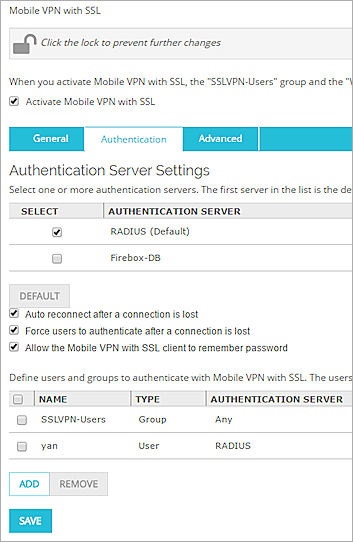 Mobile VPN with SSL
Click the lock to prevent further changes
When you activate Mobile VPN with SSL, the "SSLVPN-Users" group and the
Activate Mobile VPN with SSL
General Authentication Advanced
Authentication Server Settings
Select one or more authentication servers. The first server in the list is the
SELECT AUTHENTICATION SERVER
RADIUS (Default)
Firebox-DB
DEFAULT
Auto reconnect after a connection is lost
Force users to authenticate after a connection is lost
Allow the Mobile VPN with SSL client to remember password
Define users and groups to authenticate with Mobile VPN with SSL. The users
NAME TYPE AUTHENTICATION SERVER
SSLVPN-Users Group Any
yan User RADIUS
ADD REMOVE
SAVE